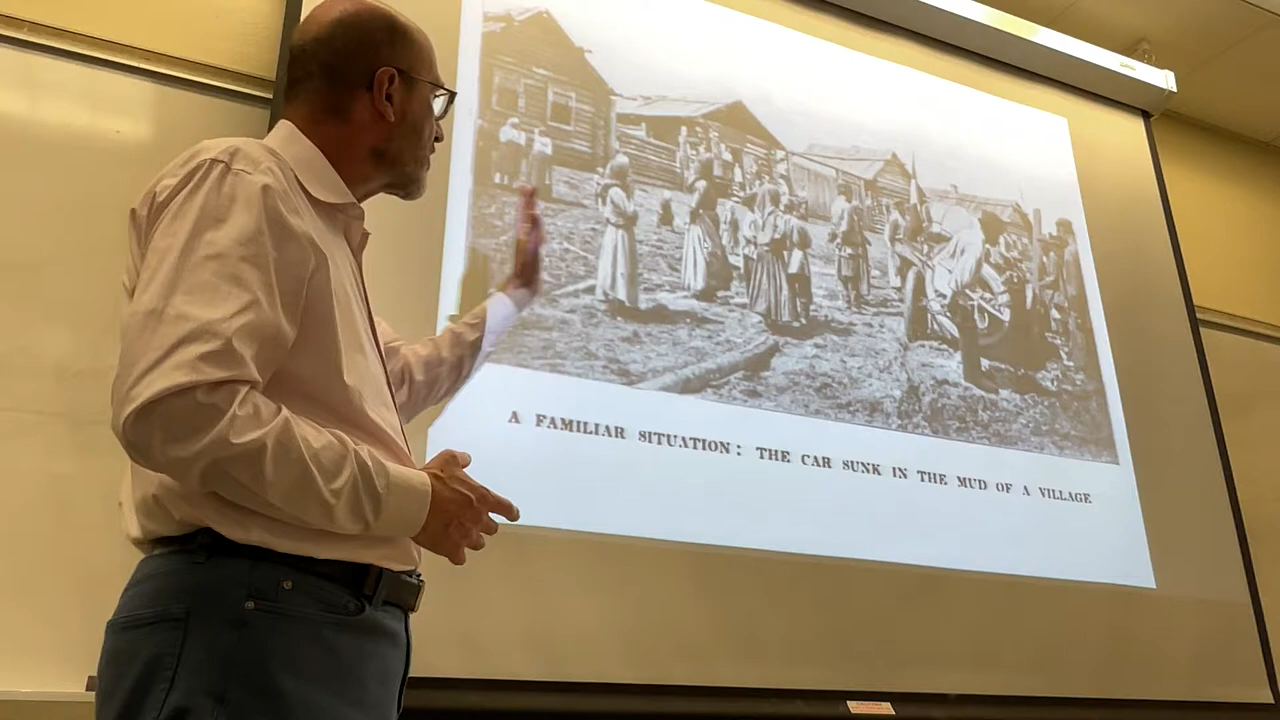 A FAMILIAR SITUATION: THE CAR SUNK IN THE MUD OF A VILLAGE